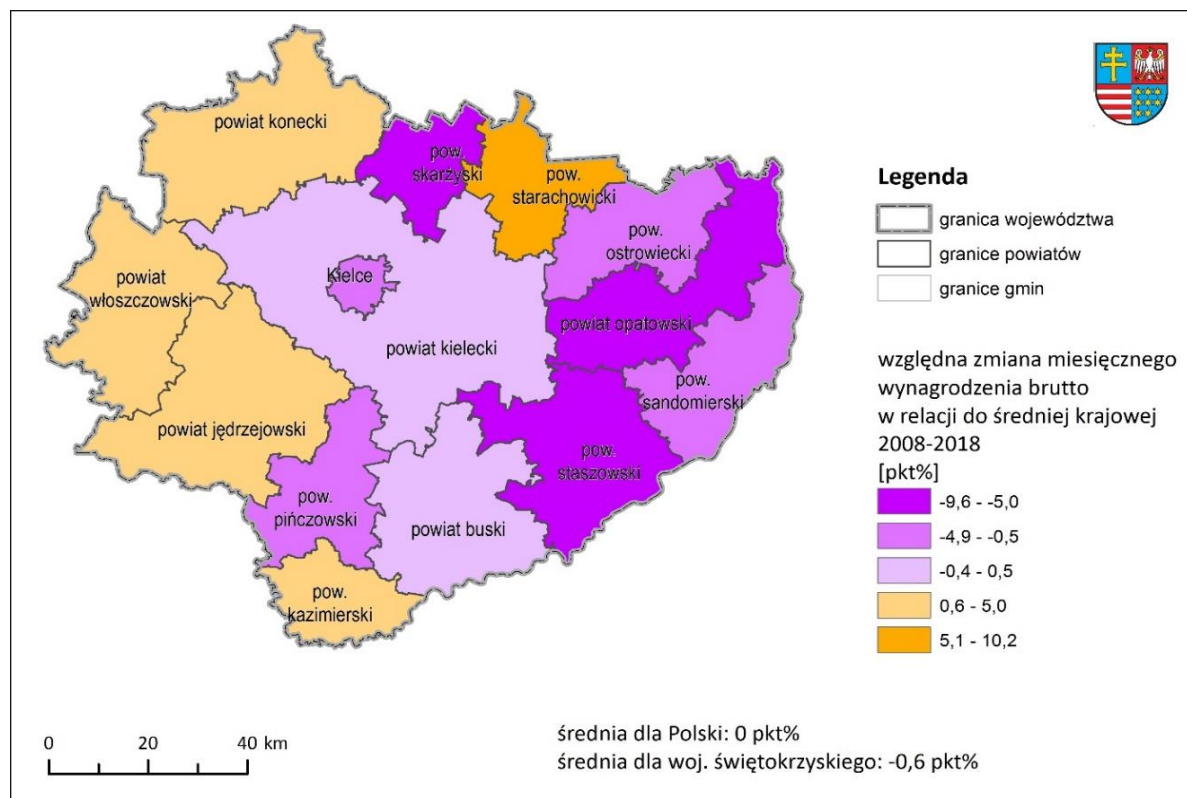 powiat konecki
pow.
skarżyski
pow.
starachowicki
pow.
ostrowiecki
powiat
włoszczowski
Kielce
powiat opatowski
powiat kielecki
pow.
sandomierski
powiat jędrzejowski
pow.
staszowski
pow.
pińczowski
powiat buski
pow.
kazimierski
Legenda
granica województwa
granice powiatów
granice gmin
względna zmiana miesięcznego
wynagrodzenia brutto
w relacji do średniej krajowej
2008-2018
[pkt%]
-9,6 - -5,0
-4,9 - -0,5
-0,4 - 0,5
0,6 - 5,0
5,1 - 10,2
0 20 40 km
średnia dla Polski: 0 pkt%
średnia dla woj. świętokrzyskiego: -0,6 pkt%